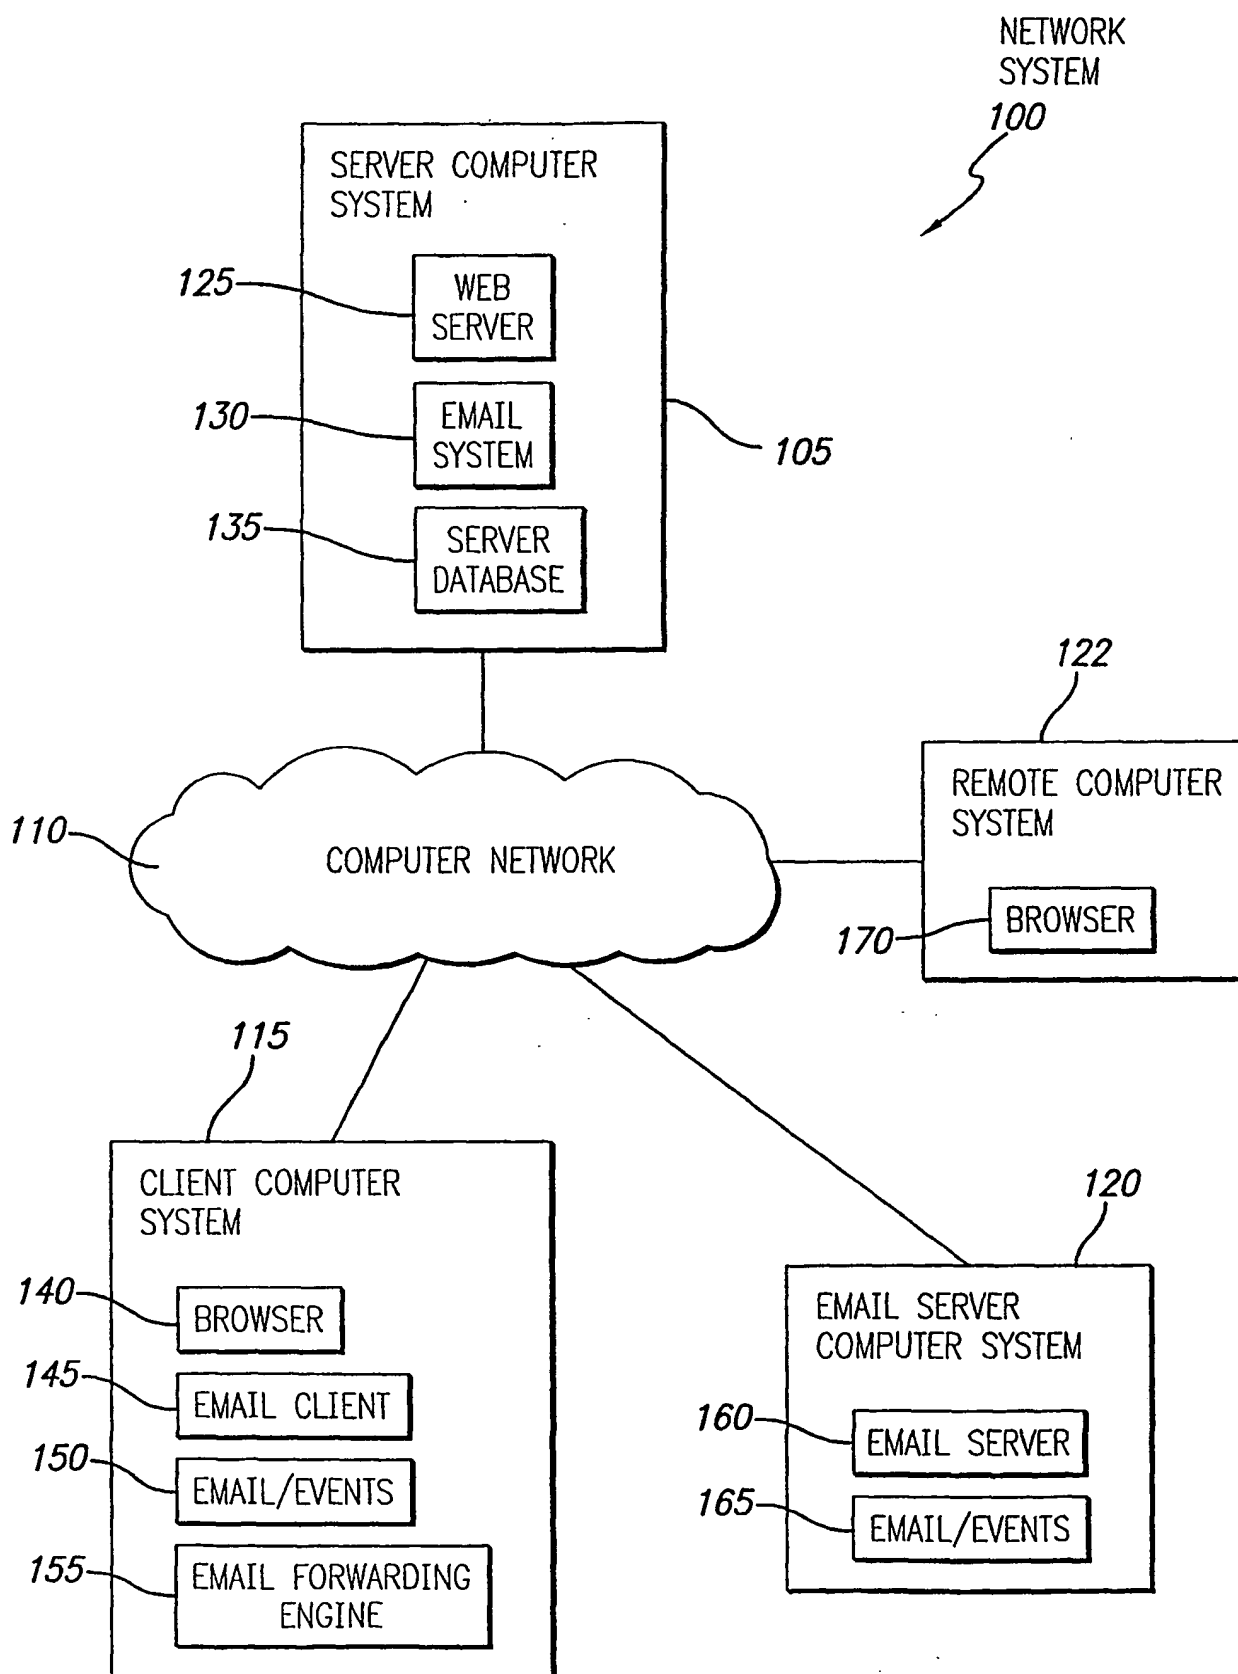 NETWORK
SYSTEM
100
SERVER COMPUTER
SYSTEM
125
WEB
SERVER
130
EMAIL
SYSTEM
105
135
SERVER
DATABASE
122
REMOTE COMPUTER
SYSTEM
110
COMPUTER NETWORK
170
BROWSER
115
CLIENT COMPUTER
SYSTEM
120
140
BROWSER
EMAIL SERVER
COMPUTER SYSTEM
145
EMAIL CLIENT
160
EMAIL SERVER
150
EMAIL/EVENTS
165
EMAIL/EVENTS
155
EMAIL FORWARDING
ENGINE